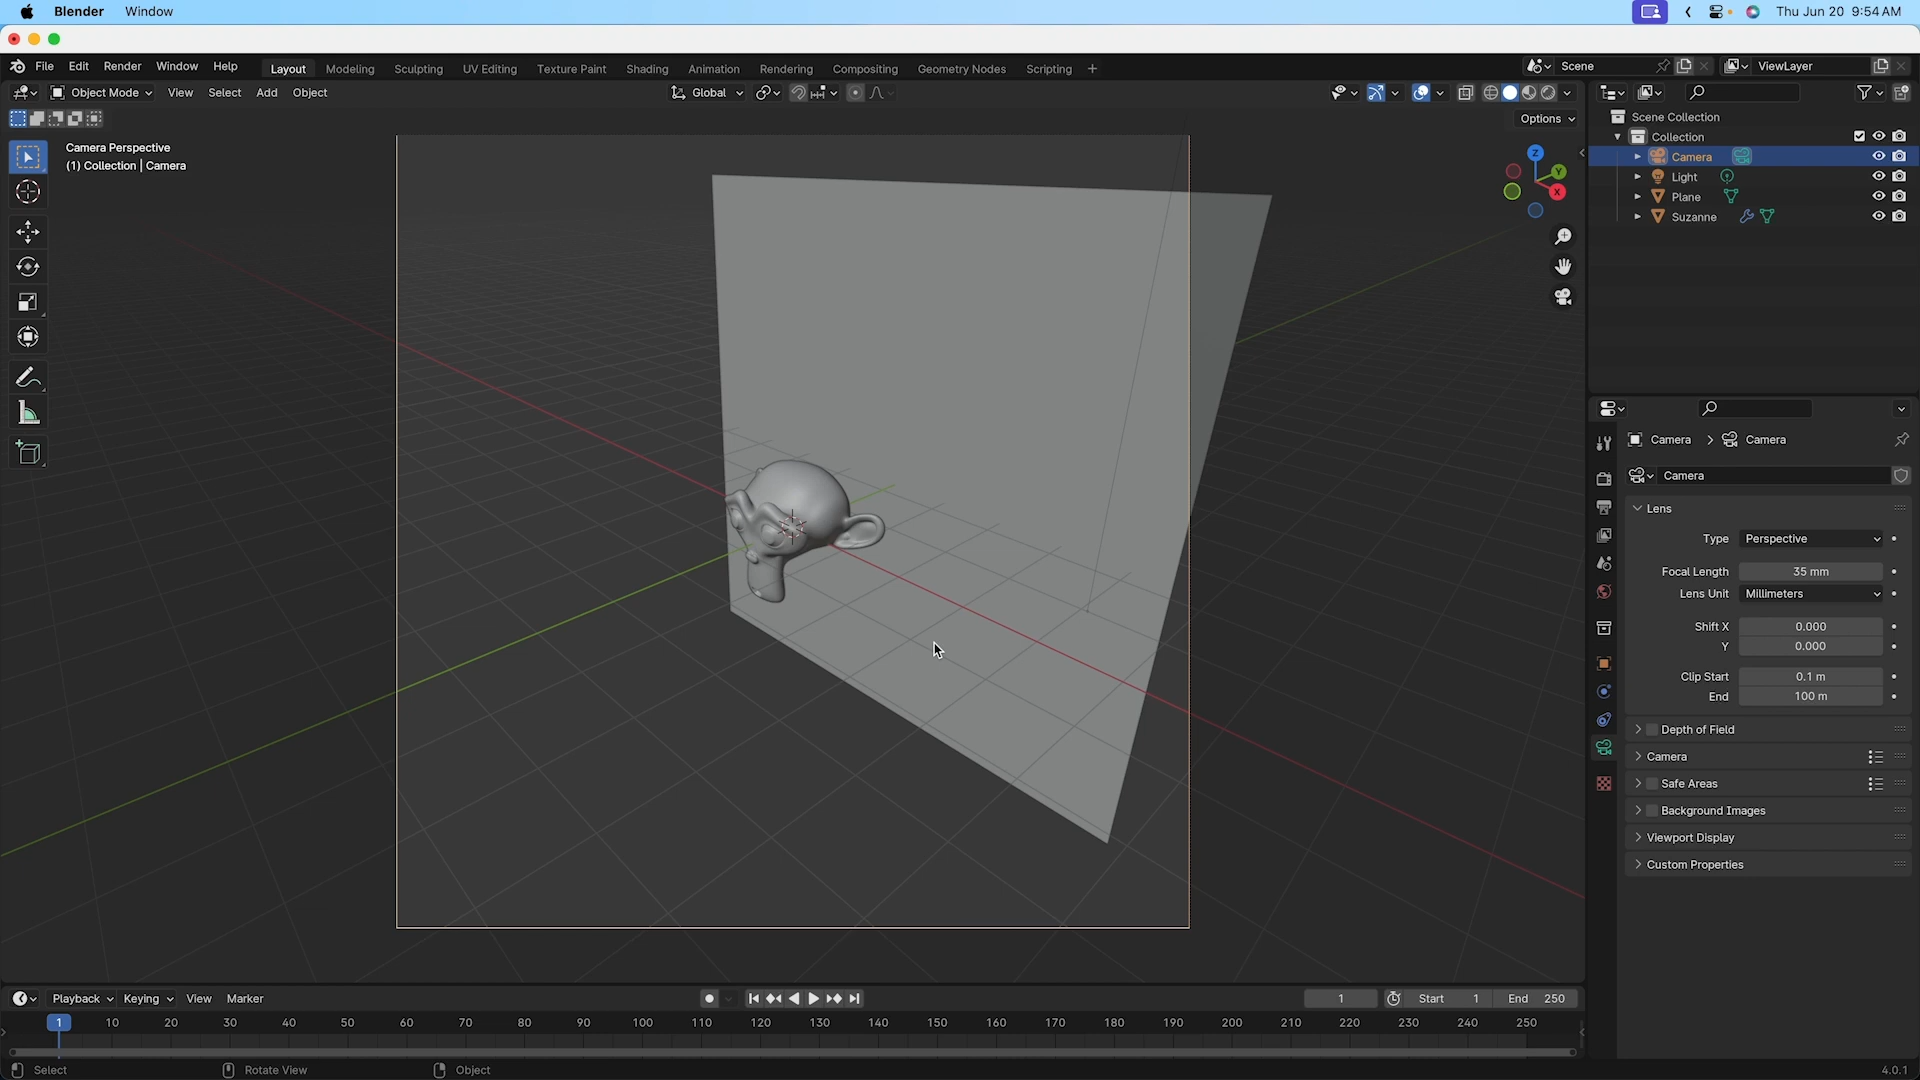 Blender Window Thu Jun 20 9:54 AM
File Edit Render Window Help Layout Modeling Sculpting UV Editing Texture Paint Shading Animation Rendering Compositing Geometry Nodes Scripting + Scene ViewLayer
Object Mode View Select Add Object Global
Options
Camera Perspective
(1) Collection | Camera
Z
Y
X
Scene Collection
Collection
Camera
Light
Plane
Suzanne
Camera > Camera
Camera
Lens
Type Perspective
Focal Length 35 mm
Lens Unit Millimeters
Shift X 0.000
Y 0.000
Clip Start 0.1 m
End 100 m
Depth of Field
Camera
Safe Areas
Background Images
Viewport Display
Custom Properties
Playback Keying View Marker 1 Start 1 End 250
1 10 20 30 40 50 60 70 80 90 100 110 120 130 140 150 160 170 180 190 200 210 220 230 240 250
Select Rotate View Object 4.0.1